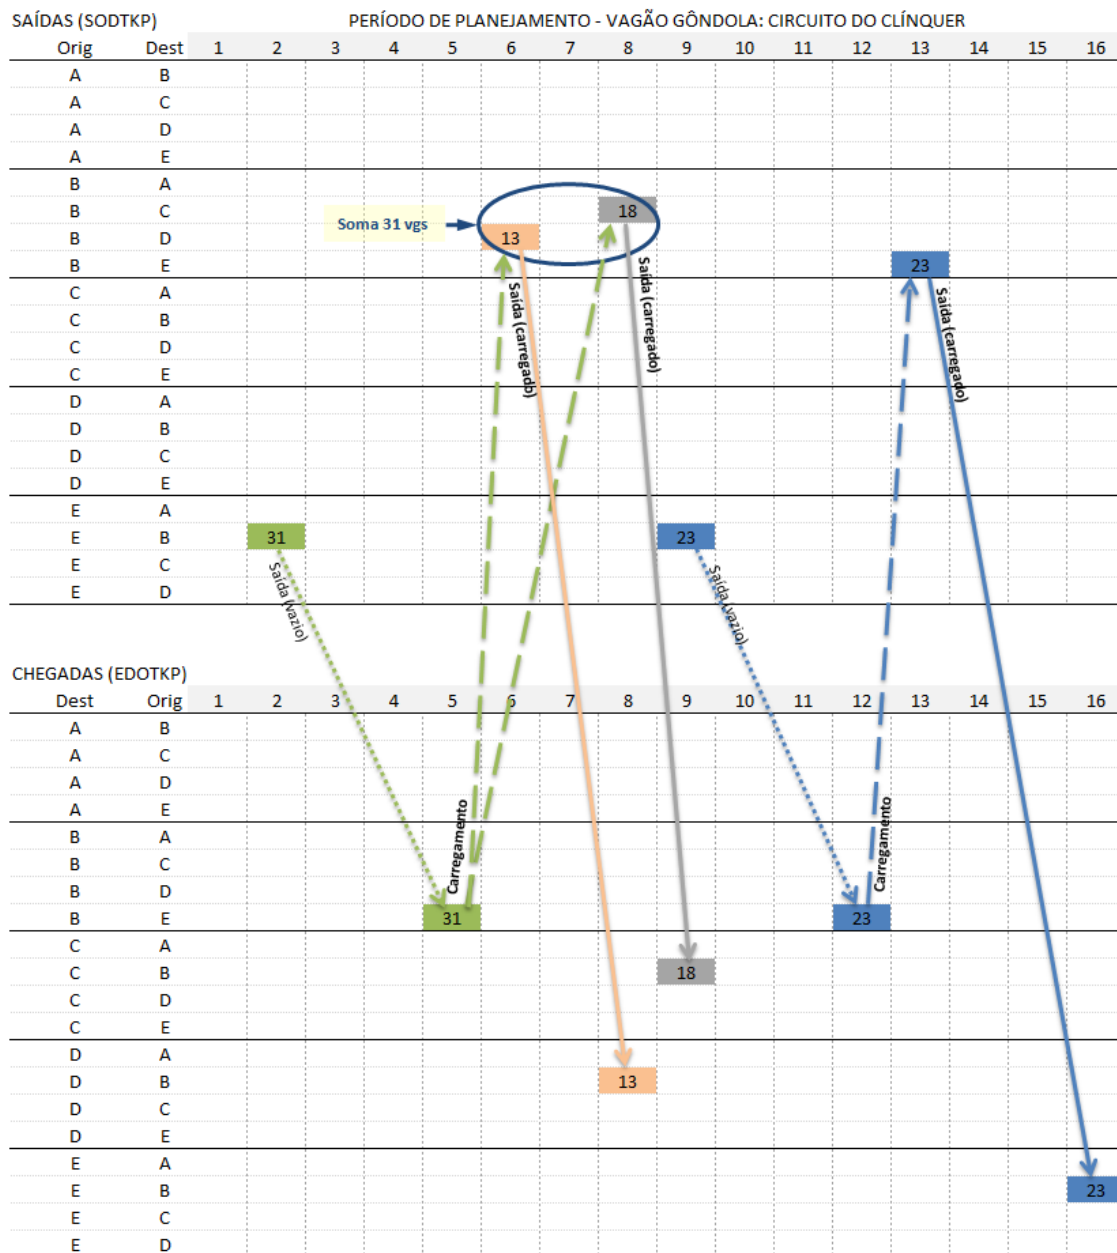 SAÍDAS (SODTKP) PERÍODO DE PLANEJAMENTO - VAGÃO GÔNDOLA: CIRCUITO DO CLÍNQUER
Orig Dest 1 2 3 4 5 6 7 8 9 10 11 12 13 14 15 16
A B
A C
A D
A E
B A
B C 18
Soma 31 vgs
B D 13
B E 23
Saída (carregado)
Saída (carregado)
Saída (carregado)
C A
C B
C D
C E
D A
D B
D C
D E
E A
E B 31 23
E C
E D
Saída (vazio)
Saída (vazio)
CHEGADAS (EDOTKP)
Dest Orig 1 2 3 4 5 6 7 8 9 10 11 12 13 14 15 16
A B
A C
A D
A E
Carregamento
Carregamento
B A
B C
B D
B E 31 23
C A
C B 18
C D
C E
D A
D B 13
D C
D E
E A
E B 23
E C
E D